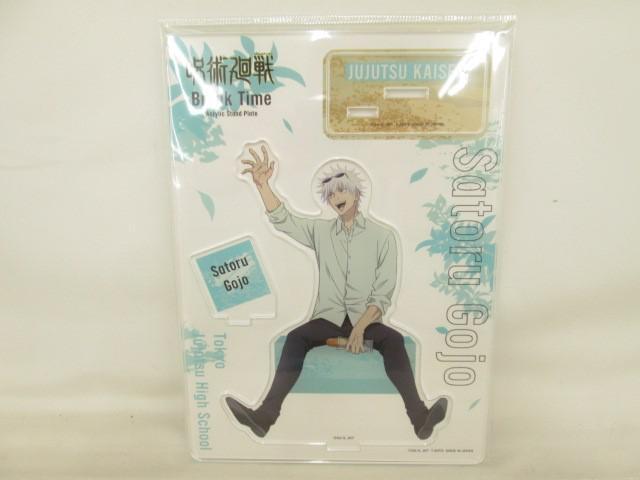 呪術廻戦
Break Time
Acrylic Stand Plate
JUJUTSU KAISEN
Satoru Gojo
Satoru
Gojo
Tokyo
Jujutsu High School